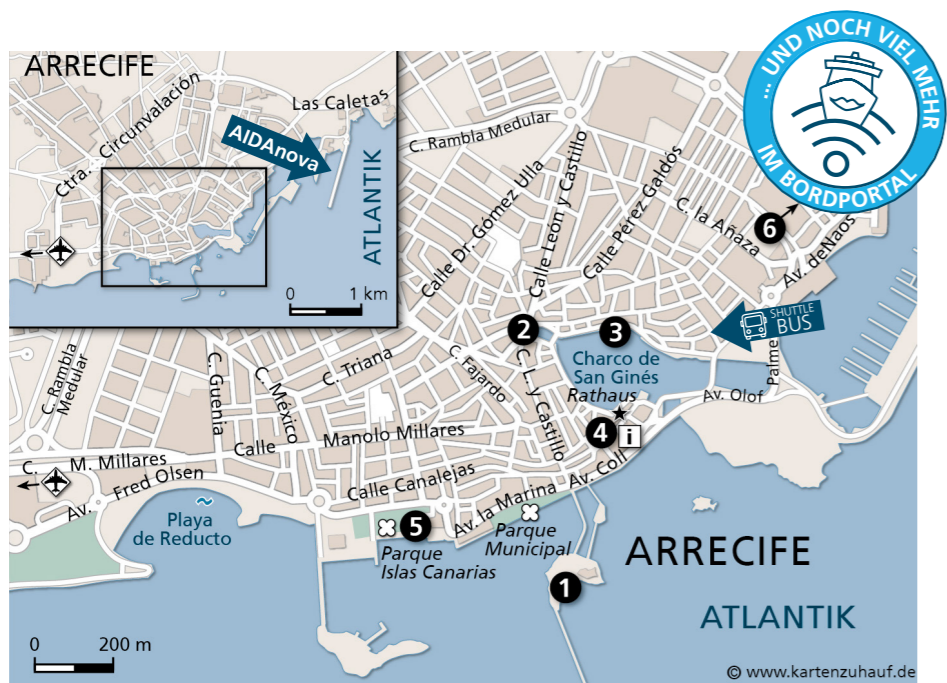 ... UND NOCH VIEL MEHR
IM BORDPORTAL
ARRECIFE
Ctra. Circunvalación
Las Caletas
AIDAnova
ATLANTIK
0 1 km
C. Rambla Medular
Calle Dr. Gómez Ulla
Calle Leon y Castillo
Calle Pérez Galdos
C. la Añaza
6
Av. deNaos
SHUTTLE
BUS
2
3
Charco de
San Ginés
Rathaus
Palme
Av. Olof
C. Rambla
Medular
C. Guenia
C. México
C. Triana
C. Fajardo
C. L. y Castillo
4
i
Calle
Manolo Millares
C.
M. Millares
Av. Fred Olsen
Calle Canalejas
Av. la Marina
Av. Coll
Playa
de Reducto
5
Parque
Islas Canarias
Parque
Municipal
1
ARRECIFE
ATLANTIK
0 200 m
© www.kartenzuhauf.de